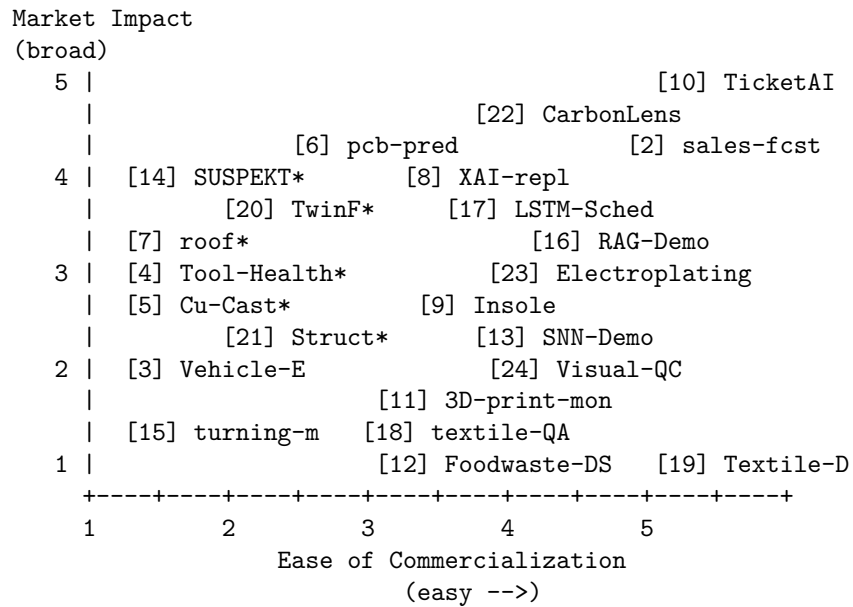 Market Impact
(broad)
5 | [10] TicketAI
| [22] CarbonLens
| [6] pcb-pred [2] sales-fcst
4 | [14] SUSPEKT* [8] XAI-repl
| [20] TwinF* [17] LSTM-Sched
| [7] roof* [16] RAG-Demo
3 | [4] Tool-Health* [23] Electroplating
| [5] Cu-Cast* [9] Insole
| [21] Struct* [13] SNN-Demo
2 | [3] Vehicle-E [24] Visual-QC
| [11] 3D-print-mon
| [15] turning-m [18] textile-QA
1 | [12] Foodwaste-DS [19] Textile-D
+----+----+----+----+----+----+----+----+----+----+
1 2 3 4 5
Ease of Commercialization
(easy -->)